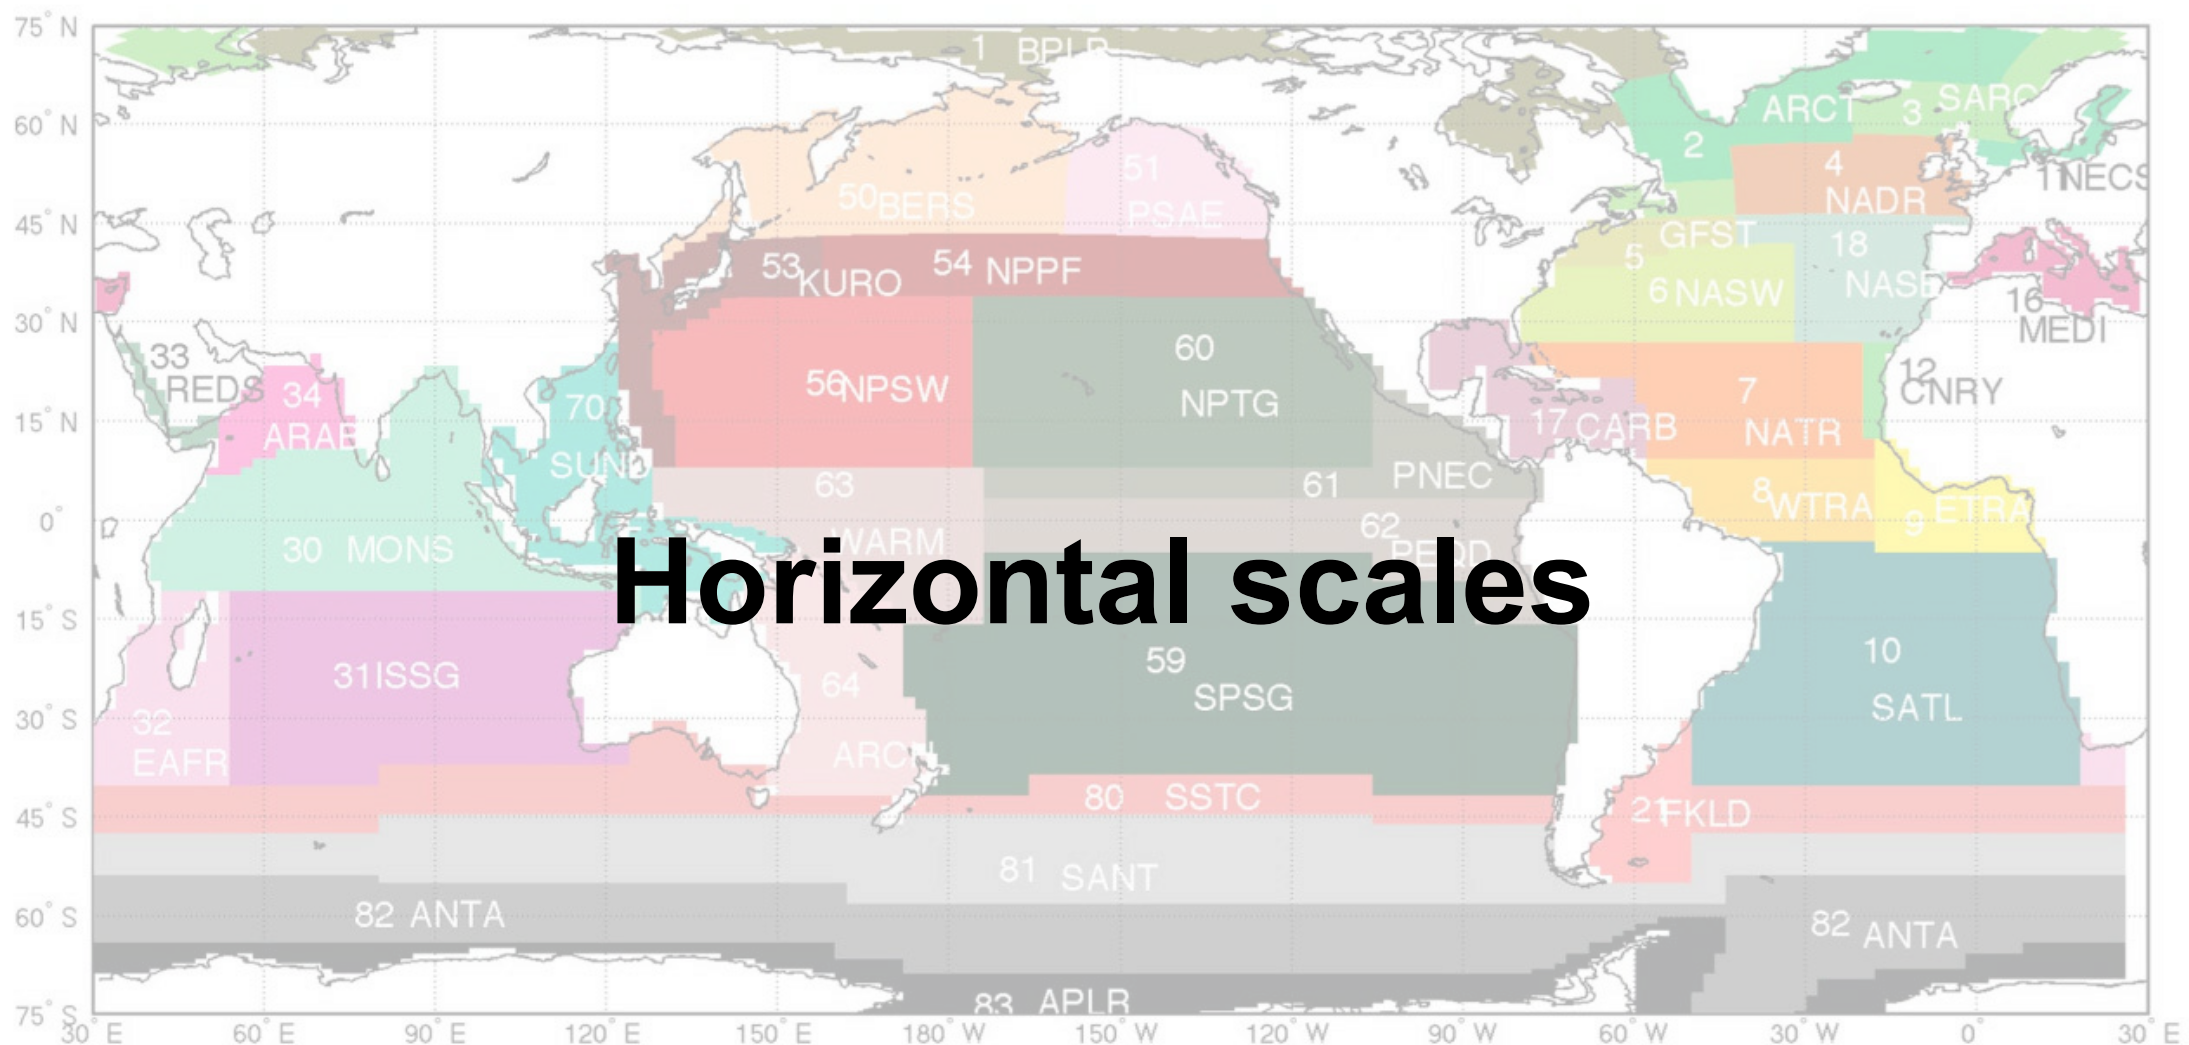 75° N
1 BPLR
60° N
ARCT
3 SARC
2
51
4
11 NECS
50 BERS
PSAE
NADR
45° N
GFST
18
5
53 KURO
54 NPPF
6 NASW
NASE
16
MEDI
30° N
33
REDS
60
34
56 NPSW
NPTG
7
12
CNRY
70
15° N
ARAB
17 CARB
NATR
SUND
63
61
PNEC
8 WTRA
9 ETRA
0°
62
30 MONS
WARM
PEQD
Horizontal scales
15° S
59
10
31 ISSG
64
SPSG
SATL
32
30° S
EAFR
ARCH
80 SSTC
21 FKLD
45° S
81 SANT
82 ANTA
60° S
82 ANTA
83 APLR
75° S
30° E 60° E 90° E 120° E 150° E 180° W 150° W 120° W 90° W 60° W 30° W 0° 30° E